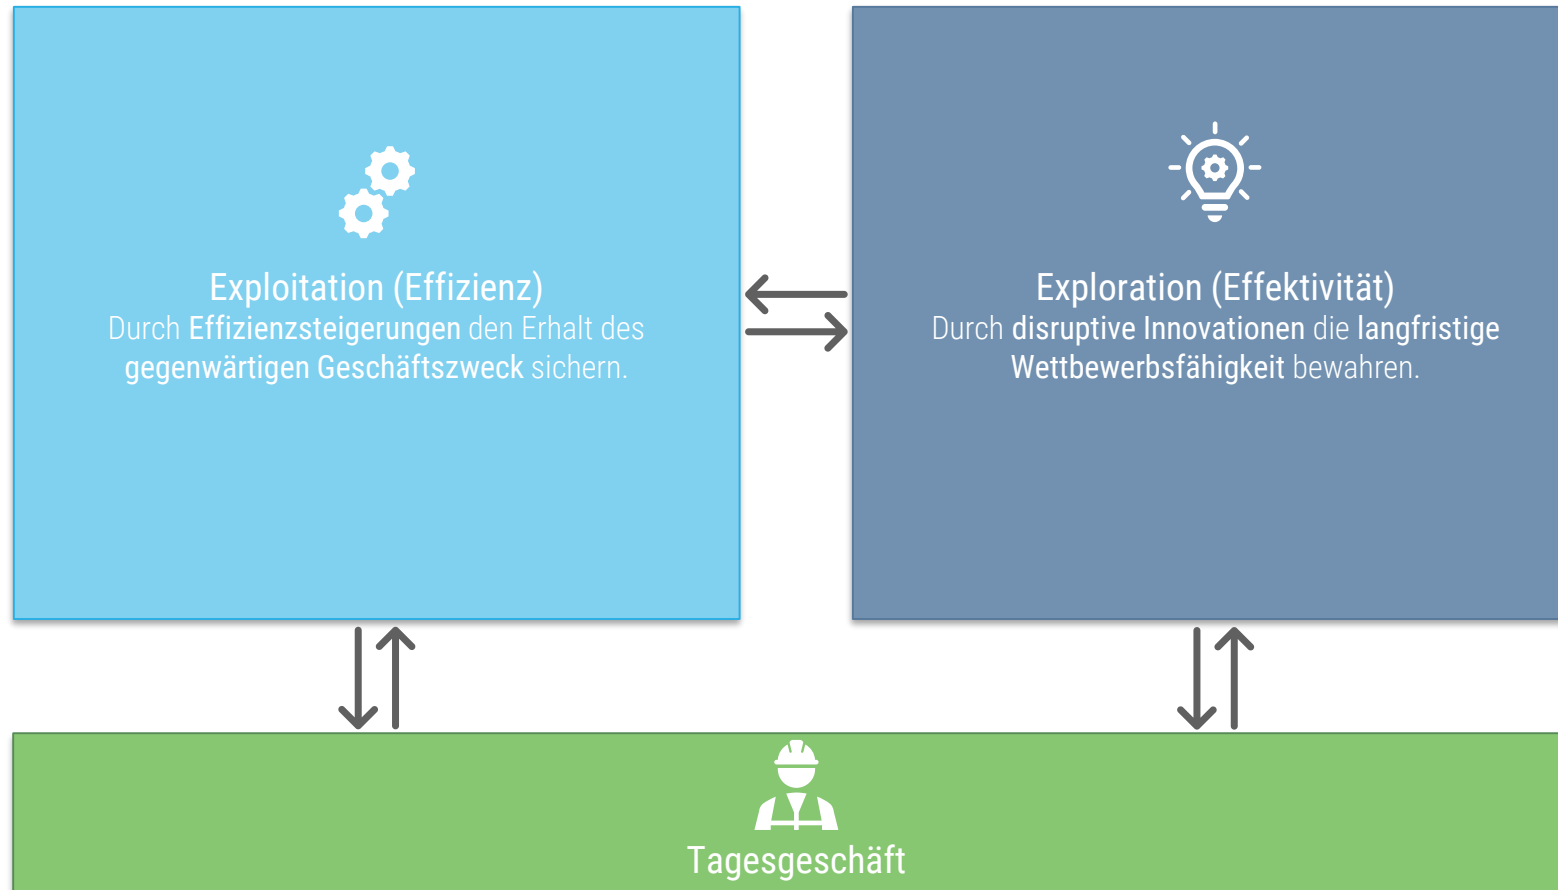 Exploitation (Effizienz)
Durch Effizienzsteigerungen den Erhalt des
gegenwärtigen Geschäftszweck sichern.
Exploration (Effektivität)
Durch disruptive Innovationen die langfristige
Wettbewerbsfähigkeit bewahren.
Tagesgeschäft